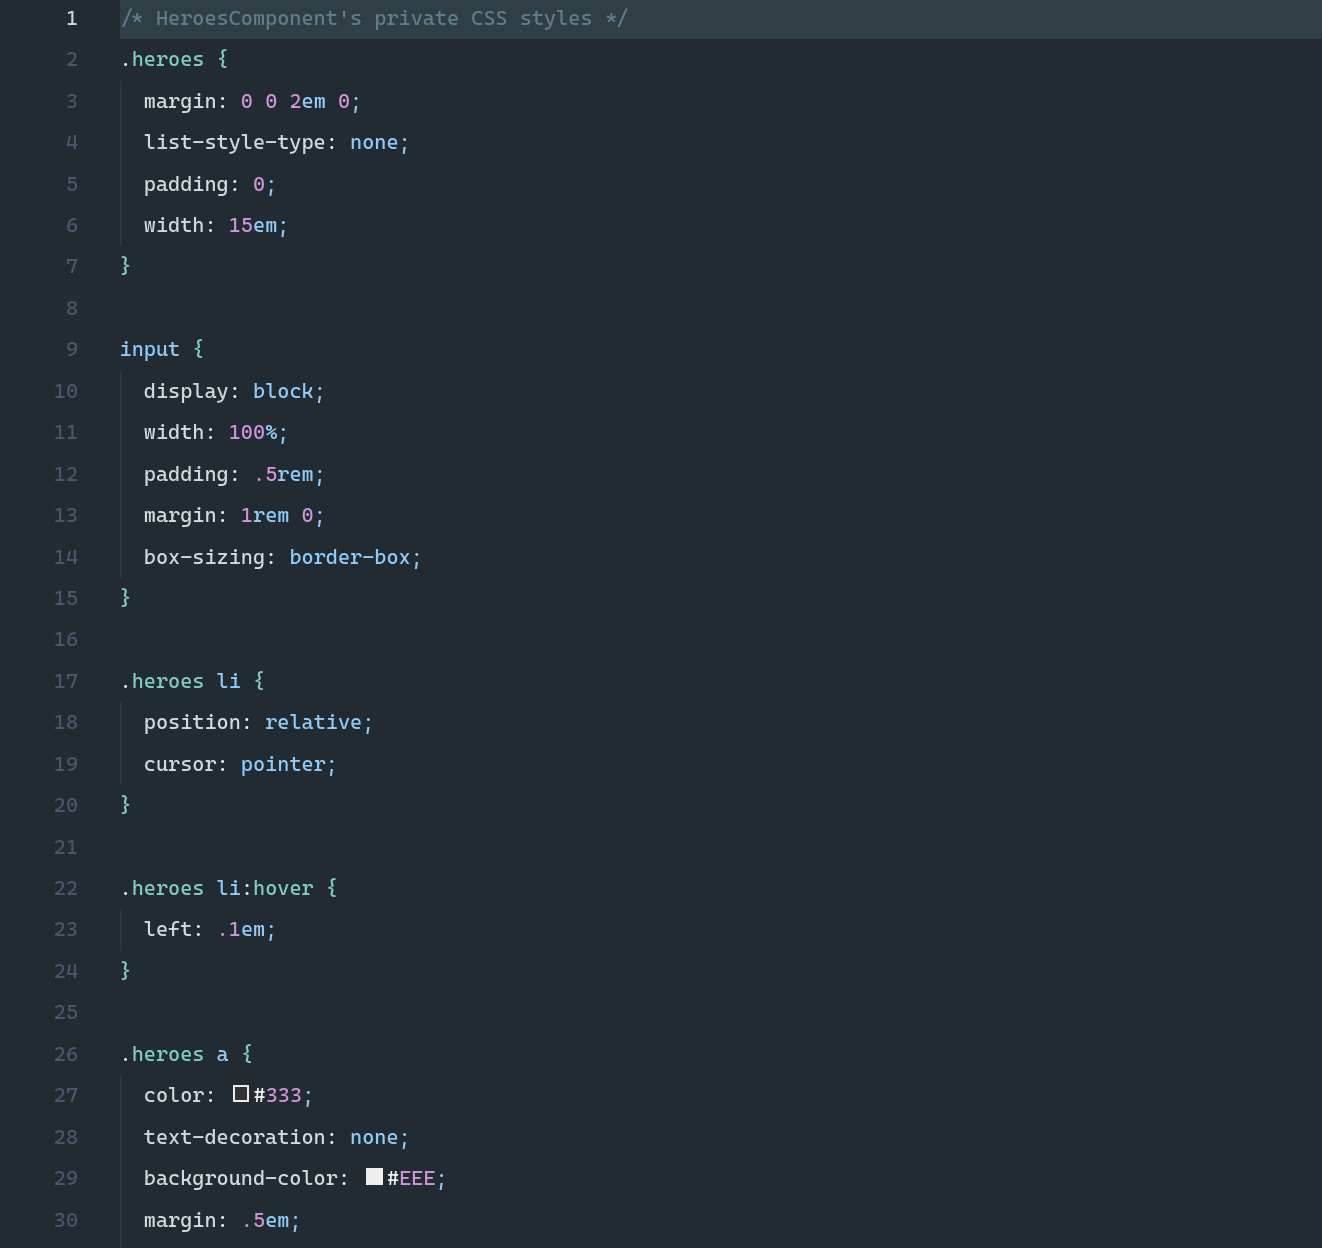 1 /* HeroesComponent's private CSS styles */
2 .heroes {
3   margin: 0 0 2em 0;
4   list-style-type: none;
5   padding: 0;
6   width: 15em;
7 }
8
9 input {
10   display: block;
11   width: 100%;
12   padding: .5rem;
13   margin: 1rem 0;
14   box-sizing: border-box;
15 }
16
17 .heroes li {
18   position: relative;
19   cursor: pointer;
20 }
21
22 .heroes li:hover {
23   left: .1em;
24 }
25
26 .heroes a {
27   color: #333;
28   text-decoration: none;
29   background-color: #EEE;
30   margin: .5em;